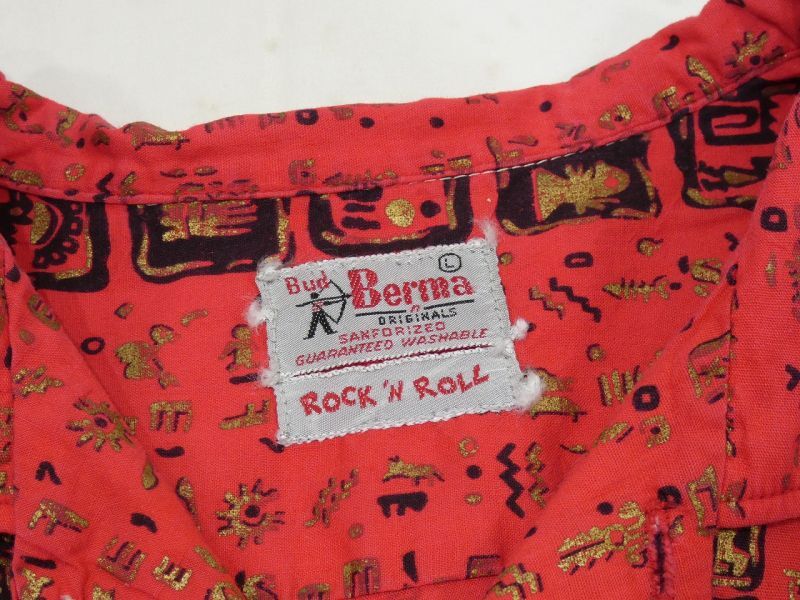 L
Bud Berma
ORIGINALS
SANFORIZED
GUARANTEED WASHABLE
ROCK 'N ROLL